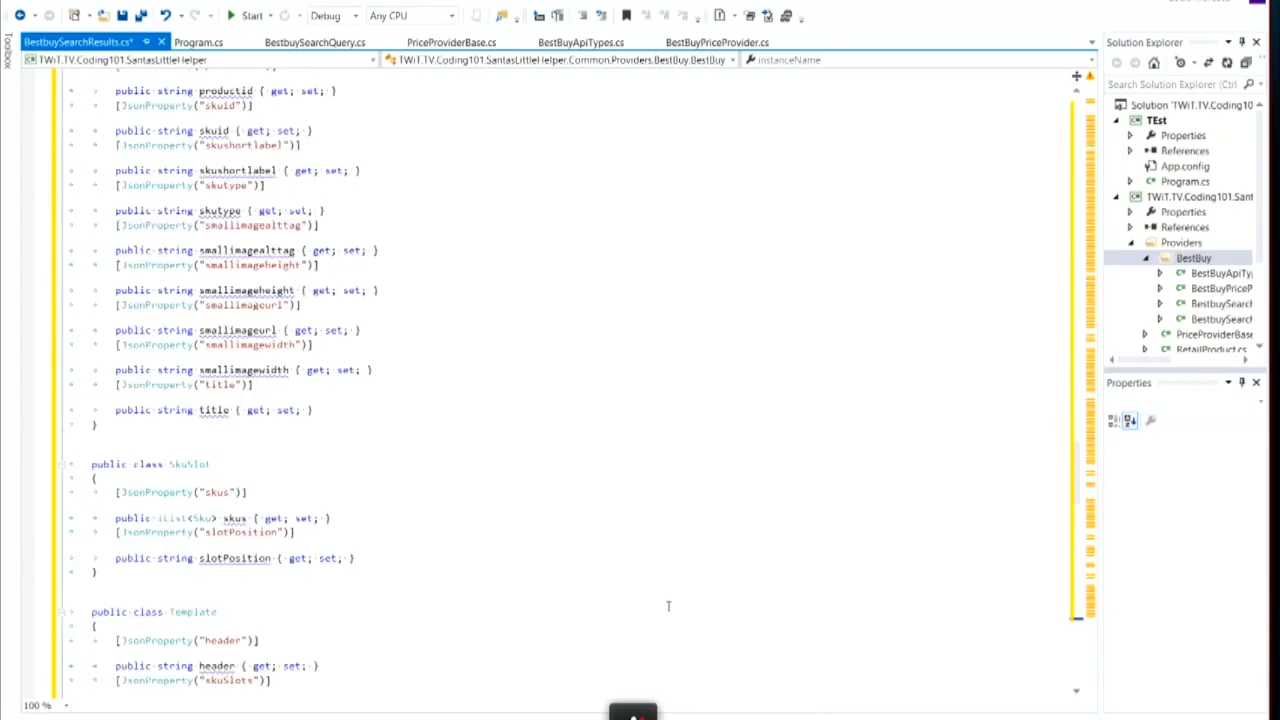 Start
Debug
Any CPU
BestbuySearchResults.cs*
Program.cs
BestbuySearchQuery.cs
PriceProviderBase.cs
BestBuyApiTypes.cs
BestBuyPriceProvider.cs
Toolbox
TWiT.TV.Coding101.SantasLittleHelper
TWiT.TV.Coding101.SantasLittleHelper.Common.Providers.BestBuy.BestBuy
instanceName
public string productid { get; set; }
[JsonProperty("skuid")]
public string skuid { get; set; }
[JsonProperty("skushortlabel")]
public string skushortlabel { get; set; }
[JsonProperty("skutype")]
public string skutype { get; set; }
[JsonProperty("smallimagealttag")]
public string smallimagealttag { get; set; }
[JsonProperty("smallimageheight")]
public string smallimageheight { get; set; }
[JsonProperty("smallimageurl")]
public string smallimageurl { get; set; }
[JsonProperty("smallimagewidth")]
public string smallimagewidth { get; set; }
[JsonProperty("title")]
public string title { get; set; }
}
public class SkuSlot
{
[JsonProperty("skus")]
public IList<Sku> skus { get; set; }
[JsonProperty("slotPosition")]
public string slotPosition { get; set; }
}
public class Template
{
[JsonProperty("header")]
public string header { get; set; }
[JsonProperty("skuSlots")]
100 %
Solution Explorer
Search Solution Explorer (Ctrl
Solution 'TWiT.TV.Coding10
TEst
Properties
References
App.config
Program.cs
TWiT.TV.Coding101.Sant
Properties
References
Providers
BestBuy
BestBuyApiTy
BestBuyPriceP
BestbuySearch
BestbuySearch
PriceProviderBase
RetailProduct.cs
Properties